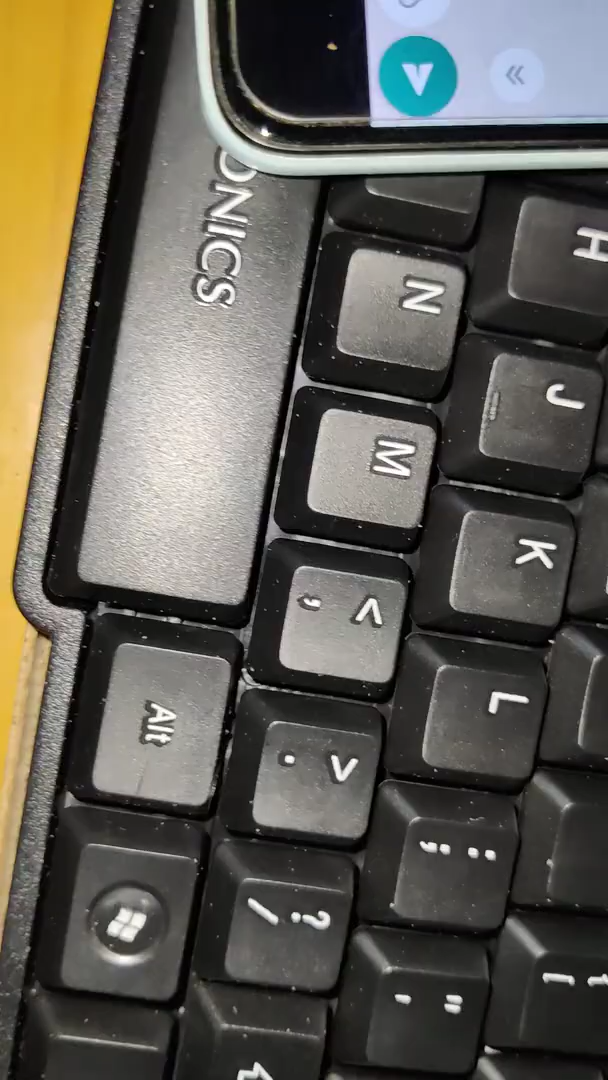 ONICS
N
M
<
,
>
.
?
/
Alt
H
J
K
L
:
;
"
'